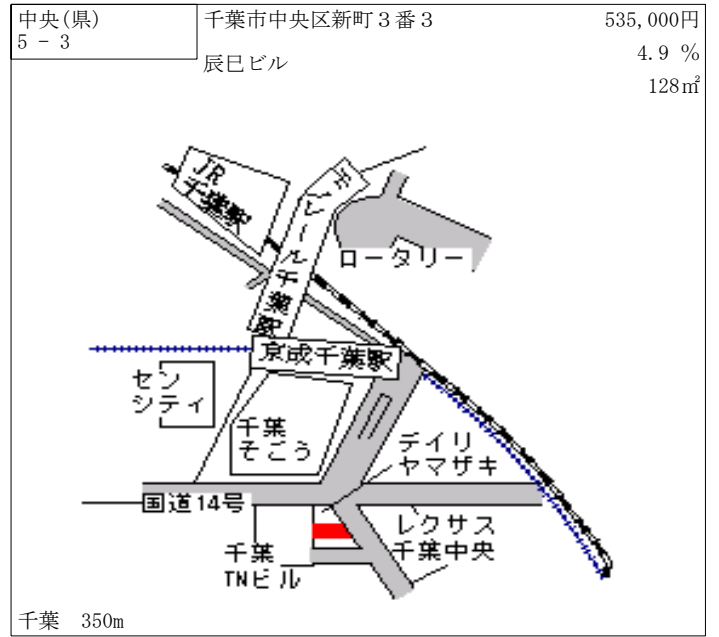 中央(県)
5 - 3
千葉市中央区新町３番３
辰巳ビル
535,000円
4.9 %
128㎡
JR
千葉駅
モノレール千葉駅
ロータリー
京成千葉駅
セン
シティ
千葉
そごう
デイリ
ヤマザキ
国道14号
レクサス
千葉中央
千葉
TNビル
千葉　350m